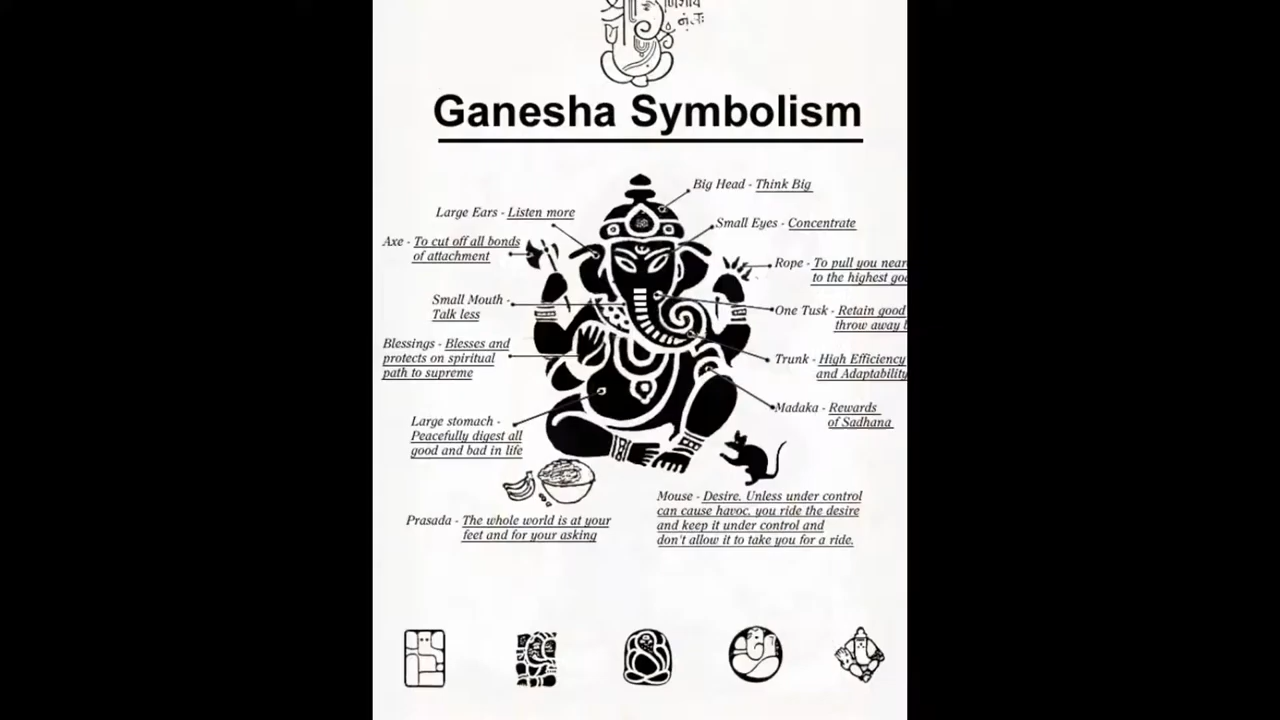 Ganesha Symbolism
Big Head - Think Big
Large Ears - Listen more
Small Eyes - Concentrate
Axe - To cut off all bonds
of attachment
Rope - To pull you near
to the highest
Small Mouth -
Talk less
One Tusk - Retain good
throw away
Blessings - Blesses and
protects on spiritual
path to supreme
Trunk - High Efficiency
and Adaptability
Madaka - Rewards
of Sadhana
Large stomach -
Peacefully digest all
good and bad in life
Mouse - Desire. Unless under control
can cause havoc. you ride the desire
and keep it under control and
don't allow it to take you for a ride.
Prasada - The whole world is at your
feet and for your asking